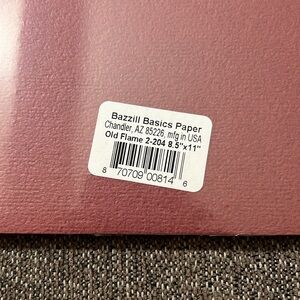 Bazzill Basics Paper
Chandler, AZ 85226, mfg in USA
Old Flame 2-204 8.5"x11"
8 70709 00814 6